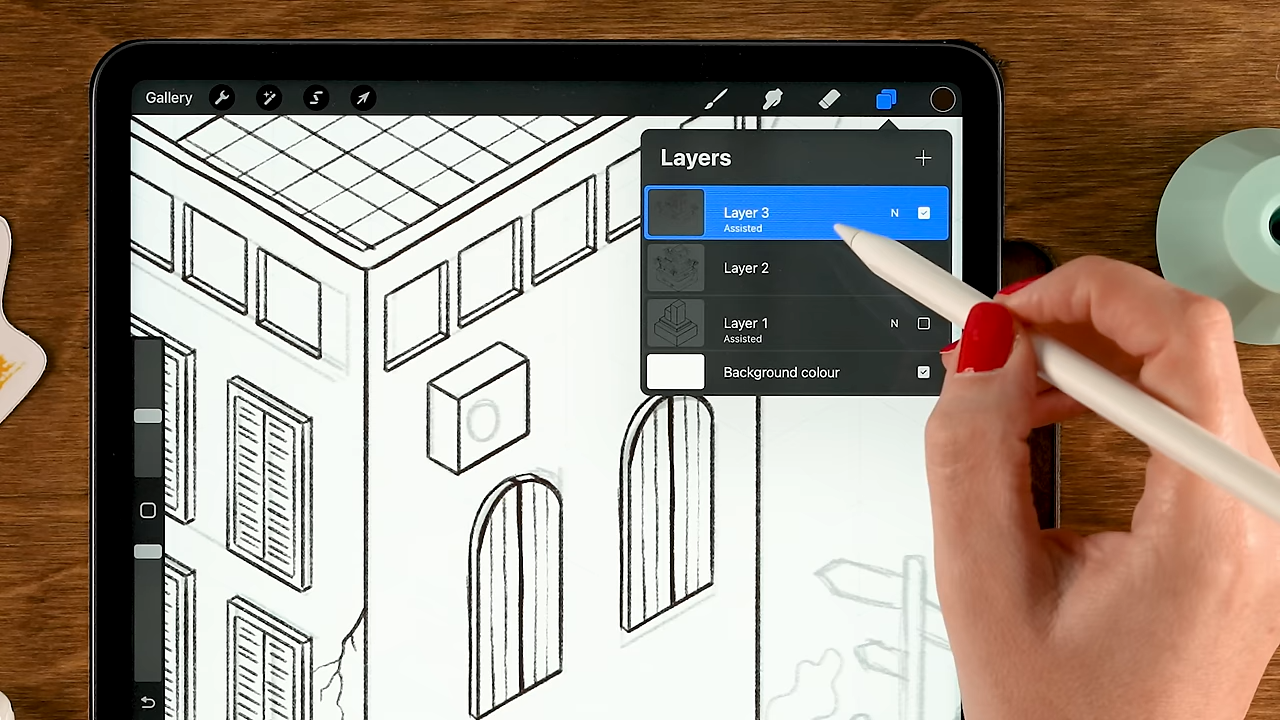 Gallery
Layers
Layer 3 N
Assisted
Layer 2
Layer 1 N
Assisted
Background colour